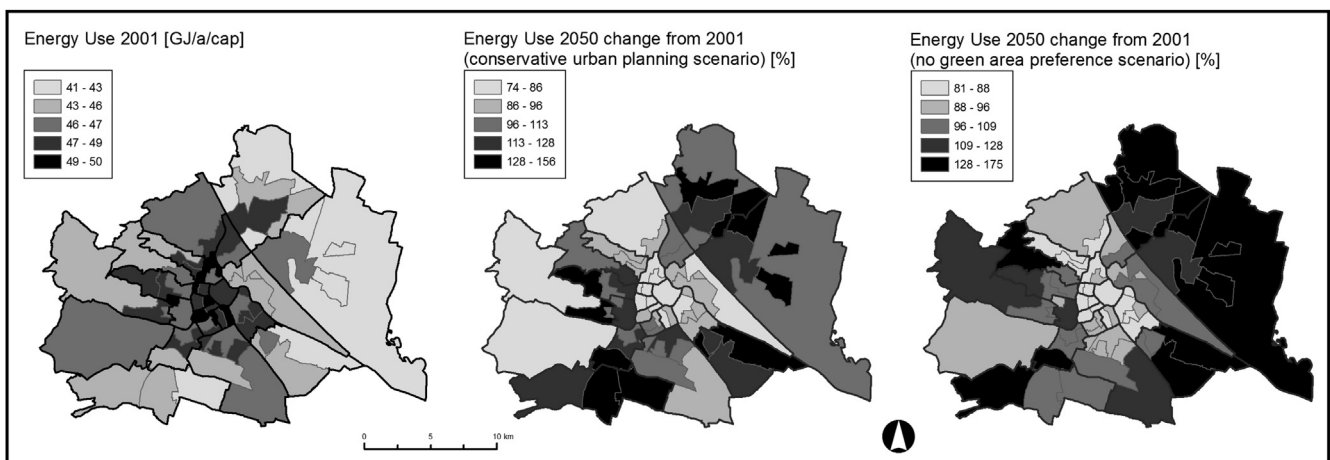 Energy Use 2001 [GJ/a/cap]
41 - 43
43 - 46
46 - 47
47 - 49
49 - 50
Energy Use 2050 change from 2001
(conservative urban planning scenario) [%]
74 - 86
86 - 96
96 - 113
113 - 128
128 - 156
Energy Use 2050 change from 2001
(no green area preference scenario) [%]
81 - 88
88 - 96
96 - 109
109 - 128
128 - 175
0 5 10 km